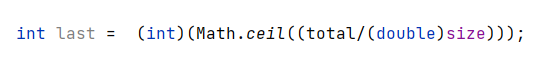 int last =  (int)(Math.ceil((total/(double)size)));